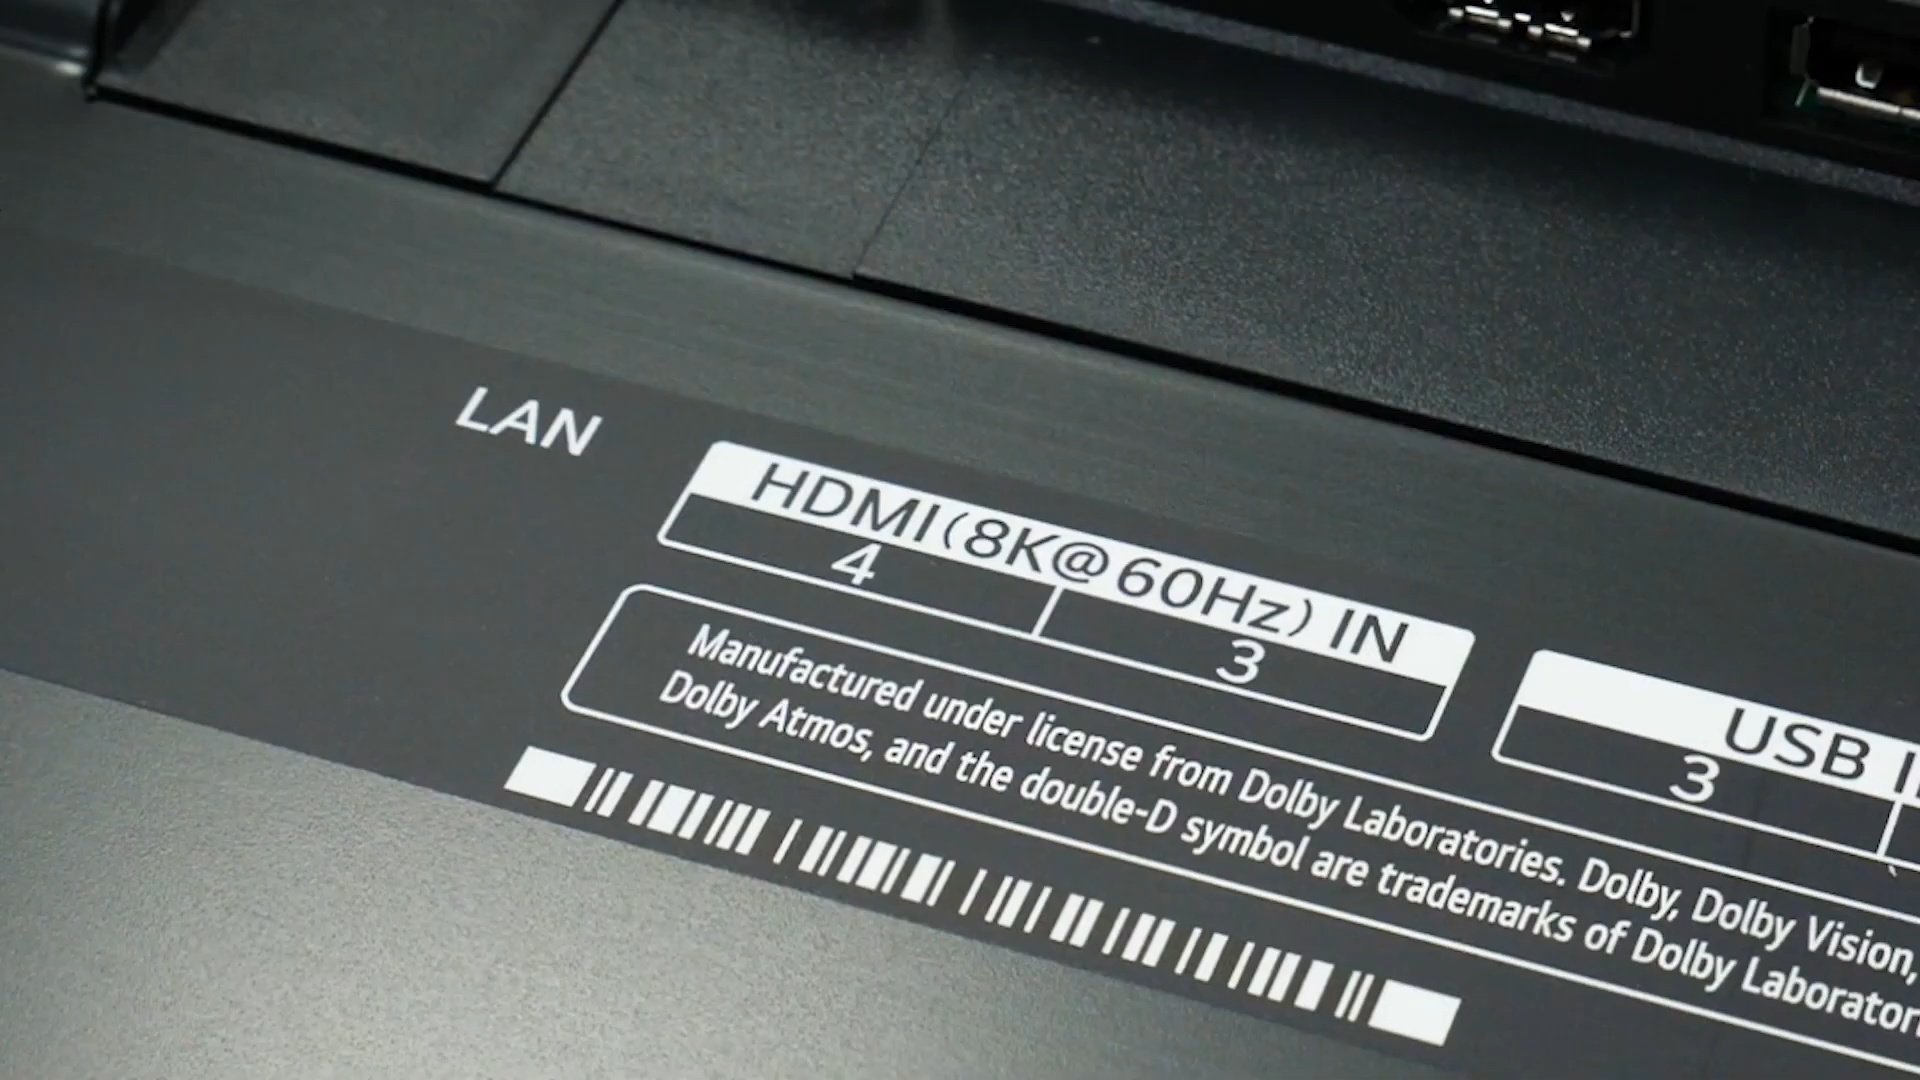 LAN
HDMI(8K@60Hz) IN
4
3
USB
3
Manufactured under license from Dolby Laboratories. Dolby, Dolby Vision,
Dolby Atmos, and the double-D symbol are trademarks of Dolby